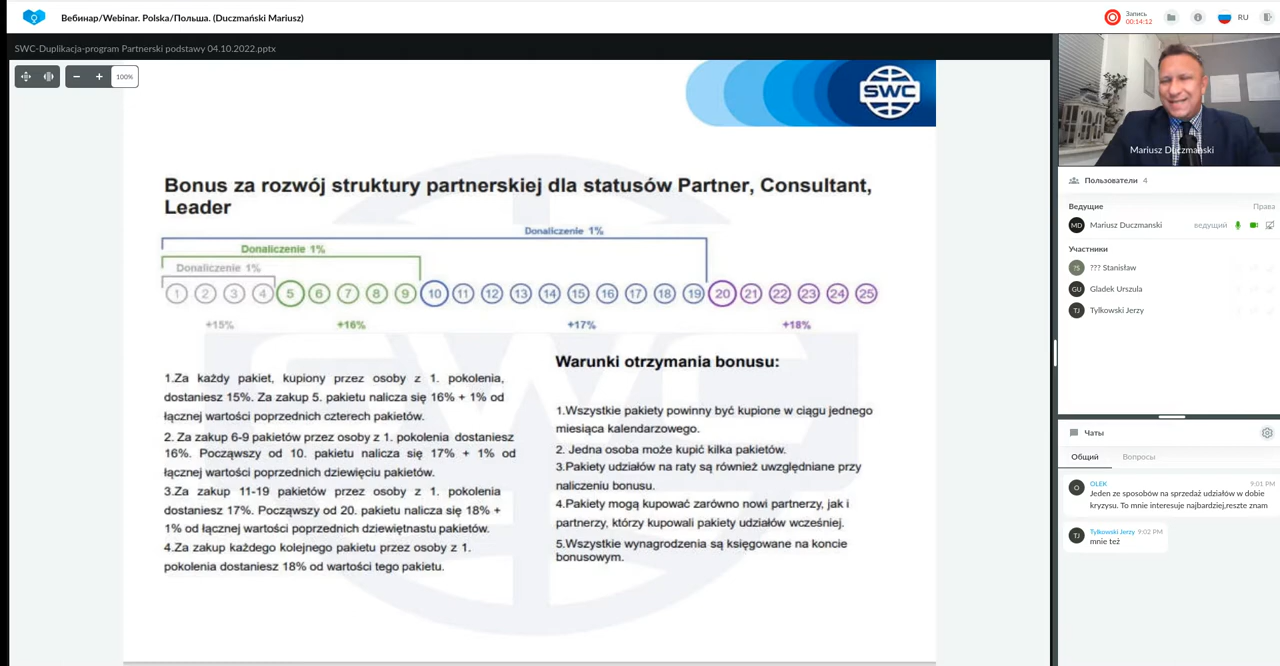 Вебинар/Webinar. Polska/Польша. (Duczmański Mariusz)
Запись
00:14:12
RU
SWC-Duplikacja-program Partnerski podstawy 04.10.2022.pptx
100%
SWC
Mariusz Duczmański
Bonus za rozwój struktury partnerskiej dla statusów Partner, Consultant,
Leader
Donaliczenie 1%
Donaliczenie 1%
Donaliczenie 1%
1 2 3 4 5 6 7 8 9 10 11 12 13 14 15 16 17 18 19 20 21 22 23 24 25
+15% +16% +17% +18%
1.Za każdy pakiet, kupiony przez osoby z 1. pokolenia,
dostaniesz 15%. Za zakup 5. pakietu nalicza się 16% + 1% od
łącznej wartości poprzednich czterech pakietów.
2. Za zakup 6-9 pakietów przez osoby z 1. pokolenia dostaniesz
16%. Począwszy od 10. pakietu nalicza się 17% + 1% od
łącznej wartości poprzednich dziewięciu pakietów.
3.Za zakup 11-19 pakietów przez osoby z 1. pokolenia
dostaniesz 17%. Począwszy od 20. pakietu nalicza się 18% +
1% od łącznej wartości poprzednich dziewiętnastu pakietów.
4.Za zakup każdego kolejnego pakietu przez osoby z 1.
pokolenia dostaniesz 18% od wartości tego pakietu.
Warunki otrzymania bonusu:
1.Wszystkie pakiety powinny być kupione w ciągu jednego
miesiąca kalendarzowego.
2. Jedna osoba może kupić kilka pakietów.
3.Pakiety udziałów na raty są również uwzględniane przy
naliczeniu bonusu.
4.Pakiety mogą kupować zarówno nowi partnerzy, jak i
partnerzy, którzy kupowali pakiety udziałów wcześniej.
5.Wszystkie wynagrodzenia są księgowane na koncie
bonusowym.
Пользователи 4
Ведущие Права
MD Mariusz Duczmanski ведущий
Участники
?S ??? Stanisław
GU Gladek Urszula
TJ Tylkowski Jerzy
Чаты
Общий Вопросы
O OLEK 9:01 PM
Jeden ze sposobów na sprzedaż udziałów w dobie
kryzysu. To mnie interesuje najbardziej,reszte znam
TJ Tylkowski Jerzy 9:02 PM
mnie też